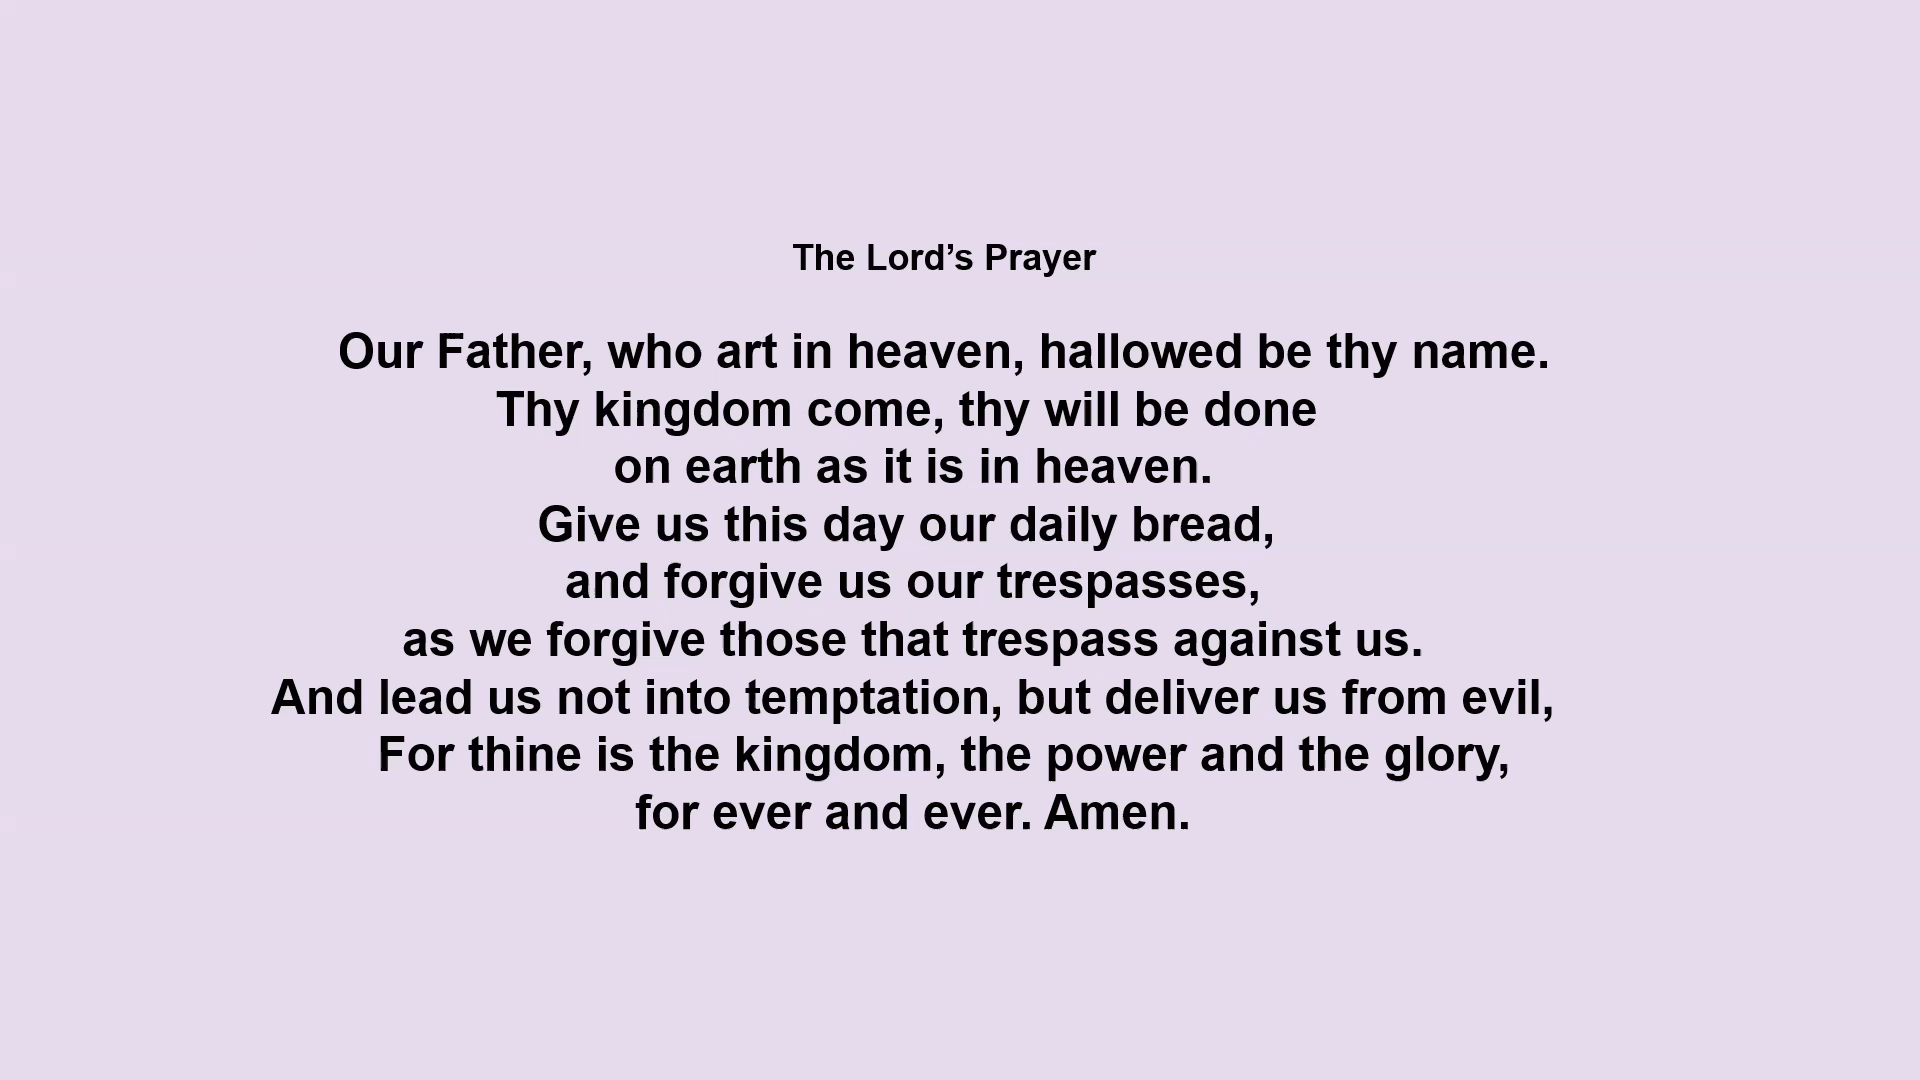 The Lord’s Prayer
Our Father, who art in heaven, hallowed be thy name.
Thy kingdom come, thy will be done
on earth as it is in heaven.
Give us this day our daily bread,
and forgive us our trespasses,
as we forgive those that trespass against us.
And lead us not into temptation, but deliver us from evil,
For thine is the kingdom, the power and the glory,
for ever and ever. Amen.